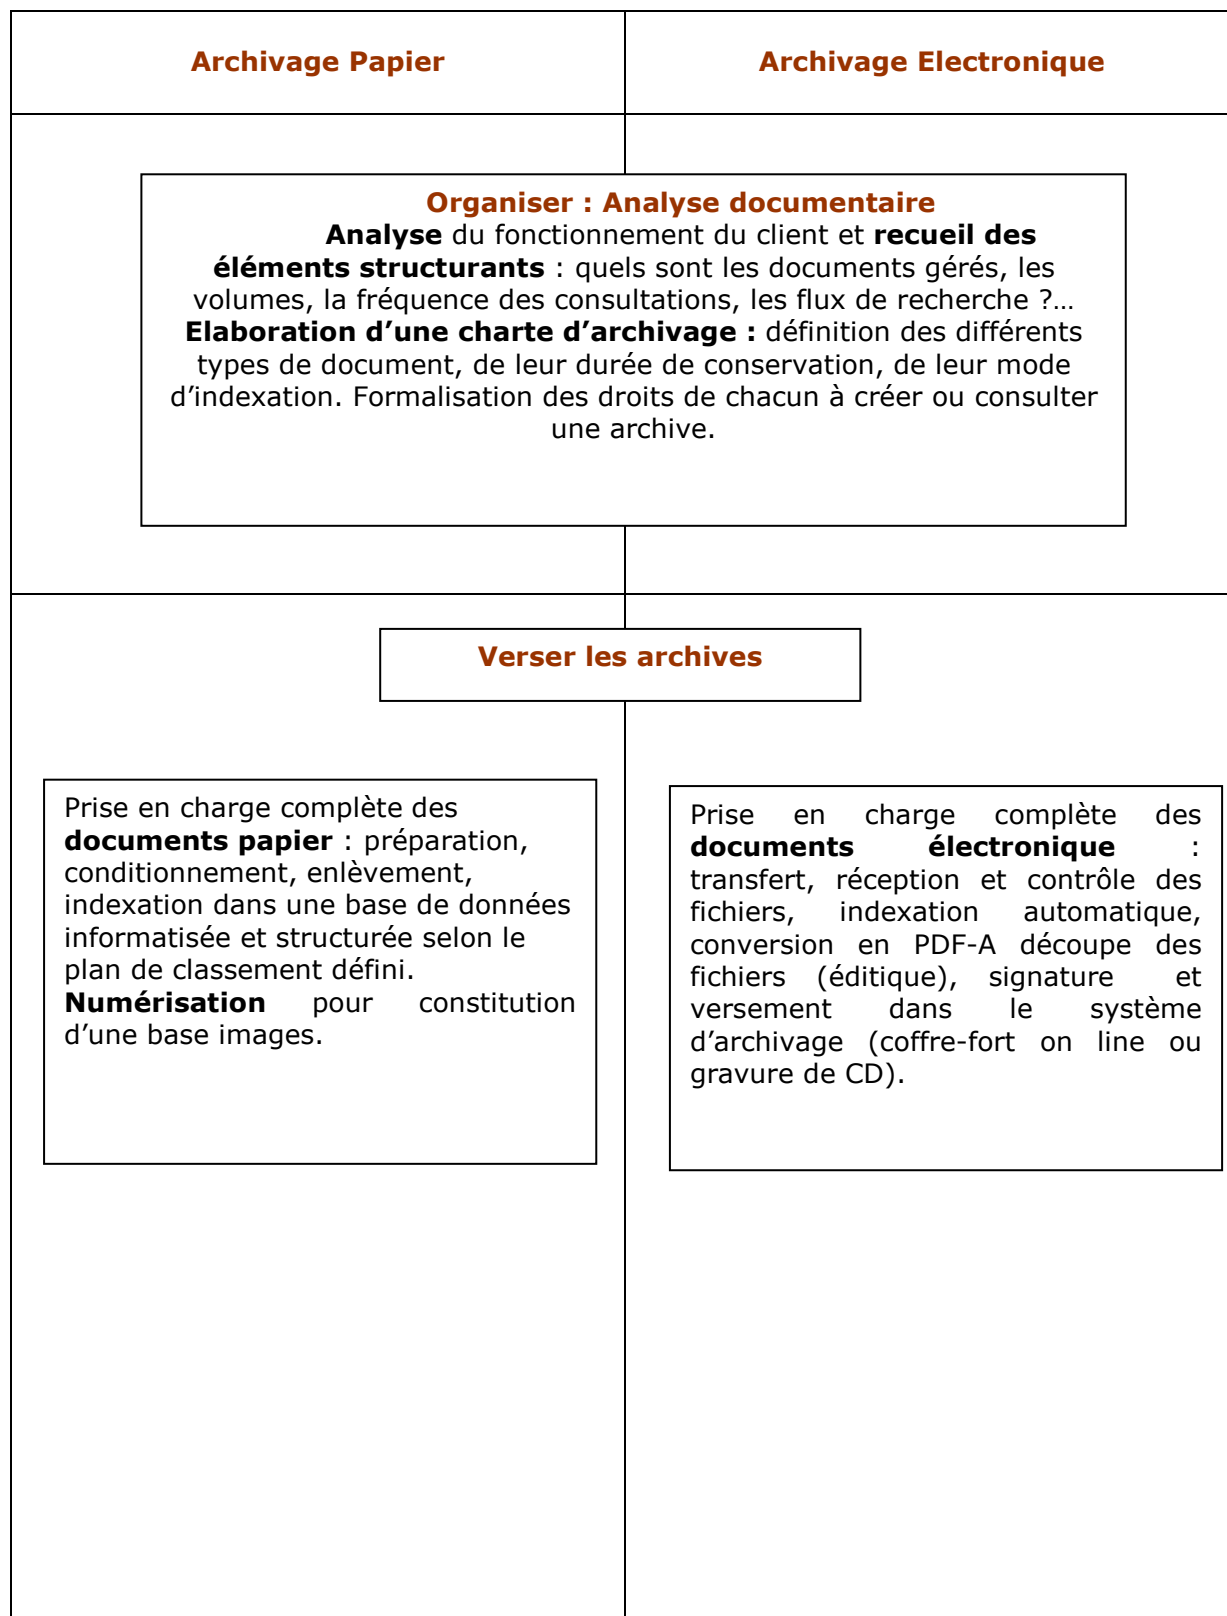 Archivage Papier
Archivage Electronique
Organiser : Analyse documentaire
Analyse du fonctionnement du client et recueil des
éléments structurants : quels sont les documents gérés, les
volumes, la fréquence des consultations, les flux de recherche ?…
Elaboration d’une charte d’archivage : définition des différents
types de document, de leur durée de conservation, de leur mode
d’indexation. Formalisation des droits de chacun à créer ou consulter
une archive.
Verser les archives
Prise en charge complète des
documents papier : préparation,
conditionnement, enlèvement,
indexation dans une base de données
informatisée et structurée selon le
plan de classement défini.
Numérisation pour constitution
d’une base images.
Prise en charge complète des
documents électronique :
transfert, réception et contrôle des
fichiers, indexation automatique,
conversion en PDF-A découpe des
fichiers (éditique), signature et
versement dans le système
d’archivage (coffre-fort on line ou
gravure de CD).